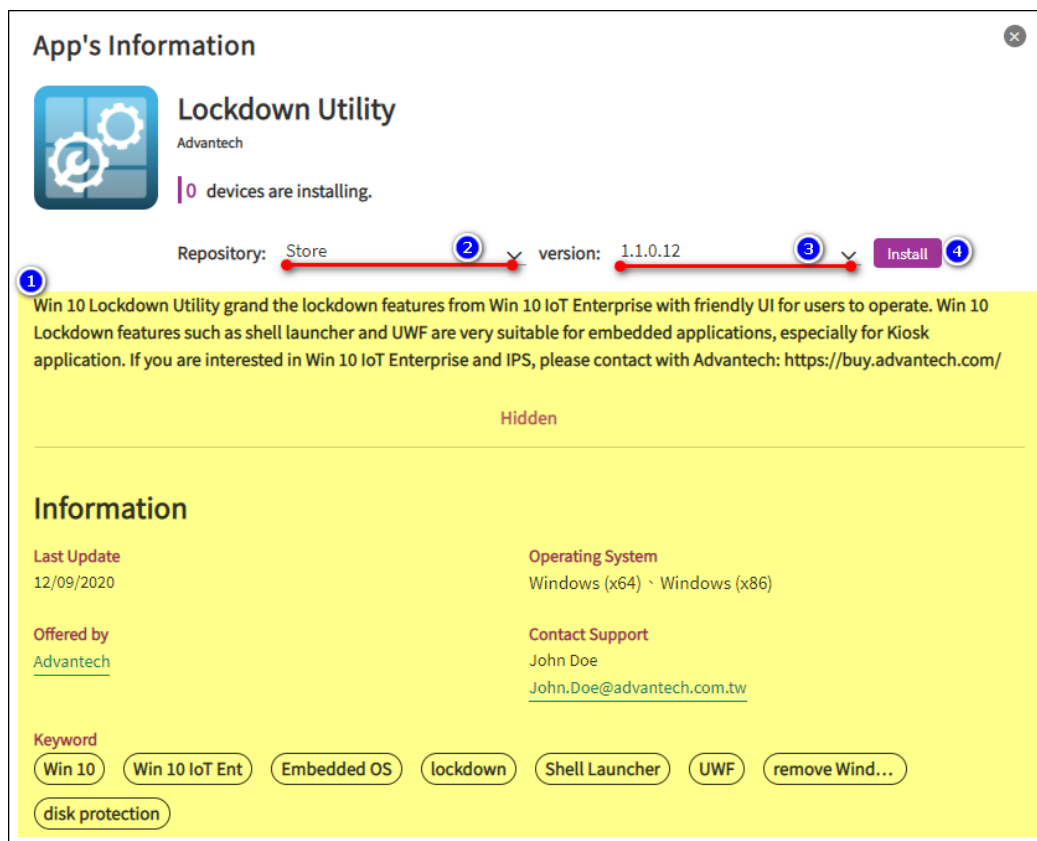 App's Information
Lockdown Utility
Advantech
0 devices are installing.
Repository: Store 2 version: 1.1.0.12 3 Install 4
1
Win 10 Lockdown Utility grand the lockdown features from Win 10 IoT Enterprise with friendly UI for users to operate. Win 10
Lockdown features such as shell launcher and UWF are very suitable for embedded applications, especially for Kiosk
application. If you are interested in Win 10 IoT Enterprise and IPS, please contact with Advantech: https://buy.advantech.com/
Hidden
Information
Last Update
12/09/2020
Operating System
Windows (x64)、Windows (x86)
Offered by
Advantech
Contact Support
John Doe
John.Doe@advantech.com.tw
Keyword
Win 10 Win 10 IoT Ent Embedded OS lockdown Shell Launcher UWF remove Wind...
disk protection